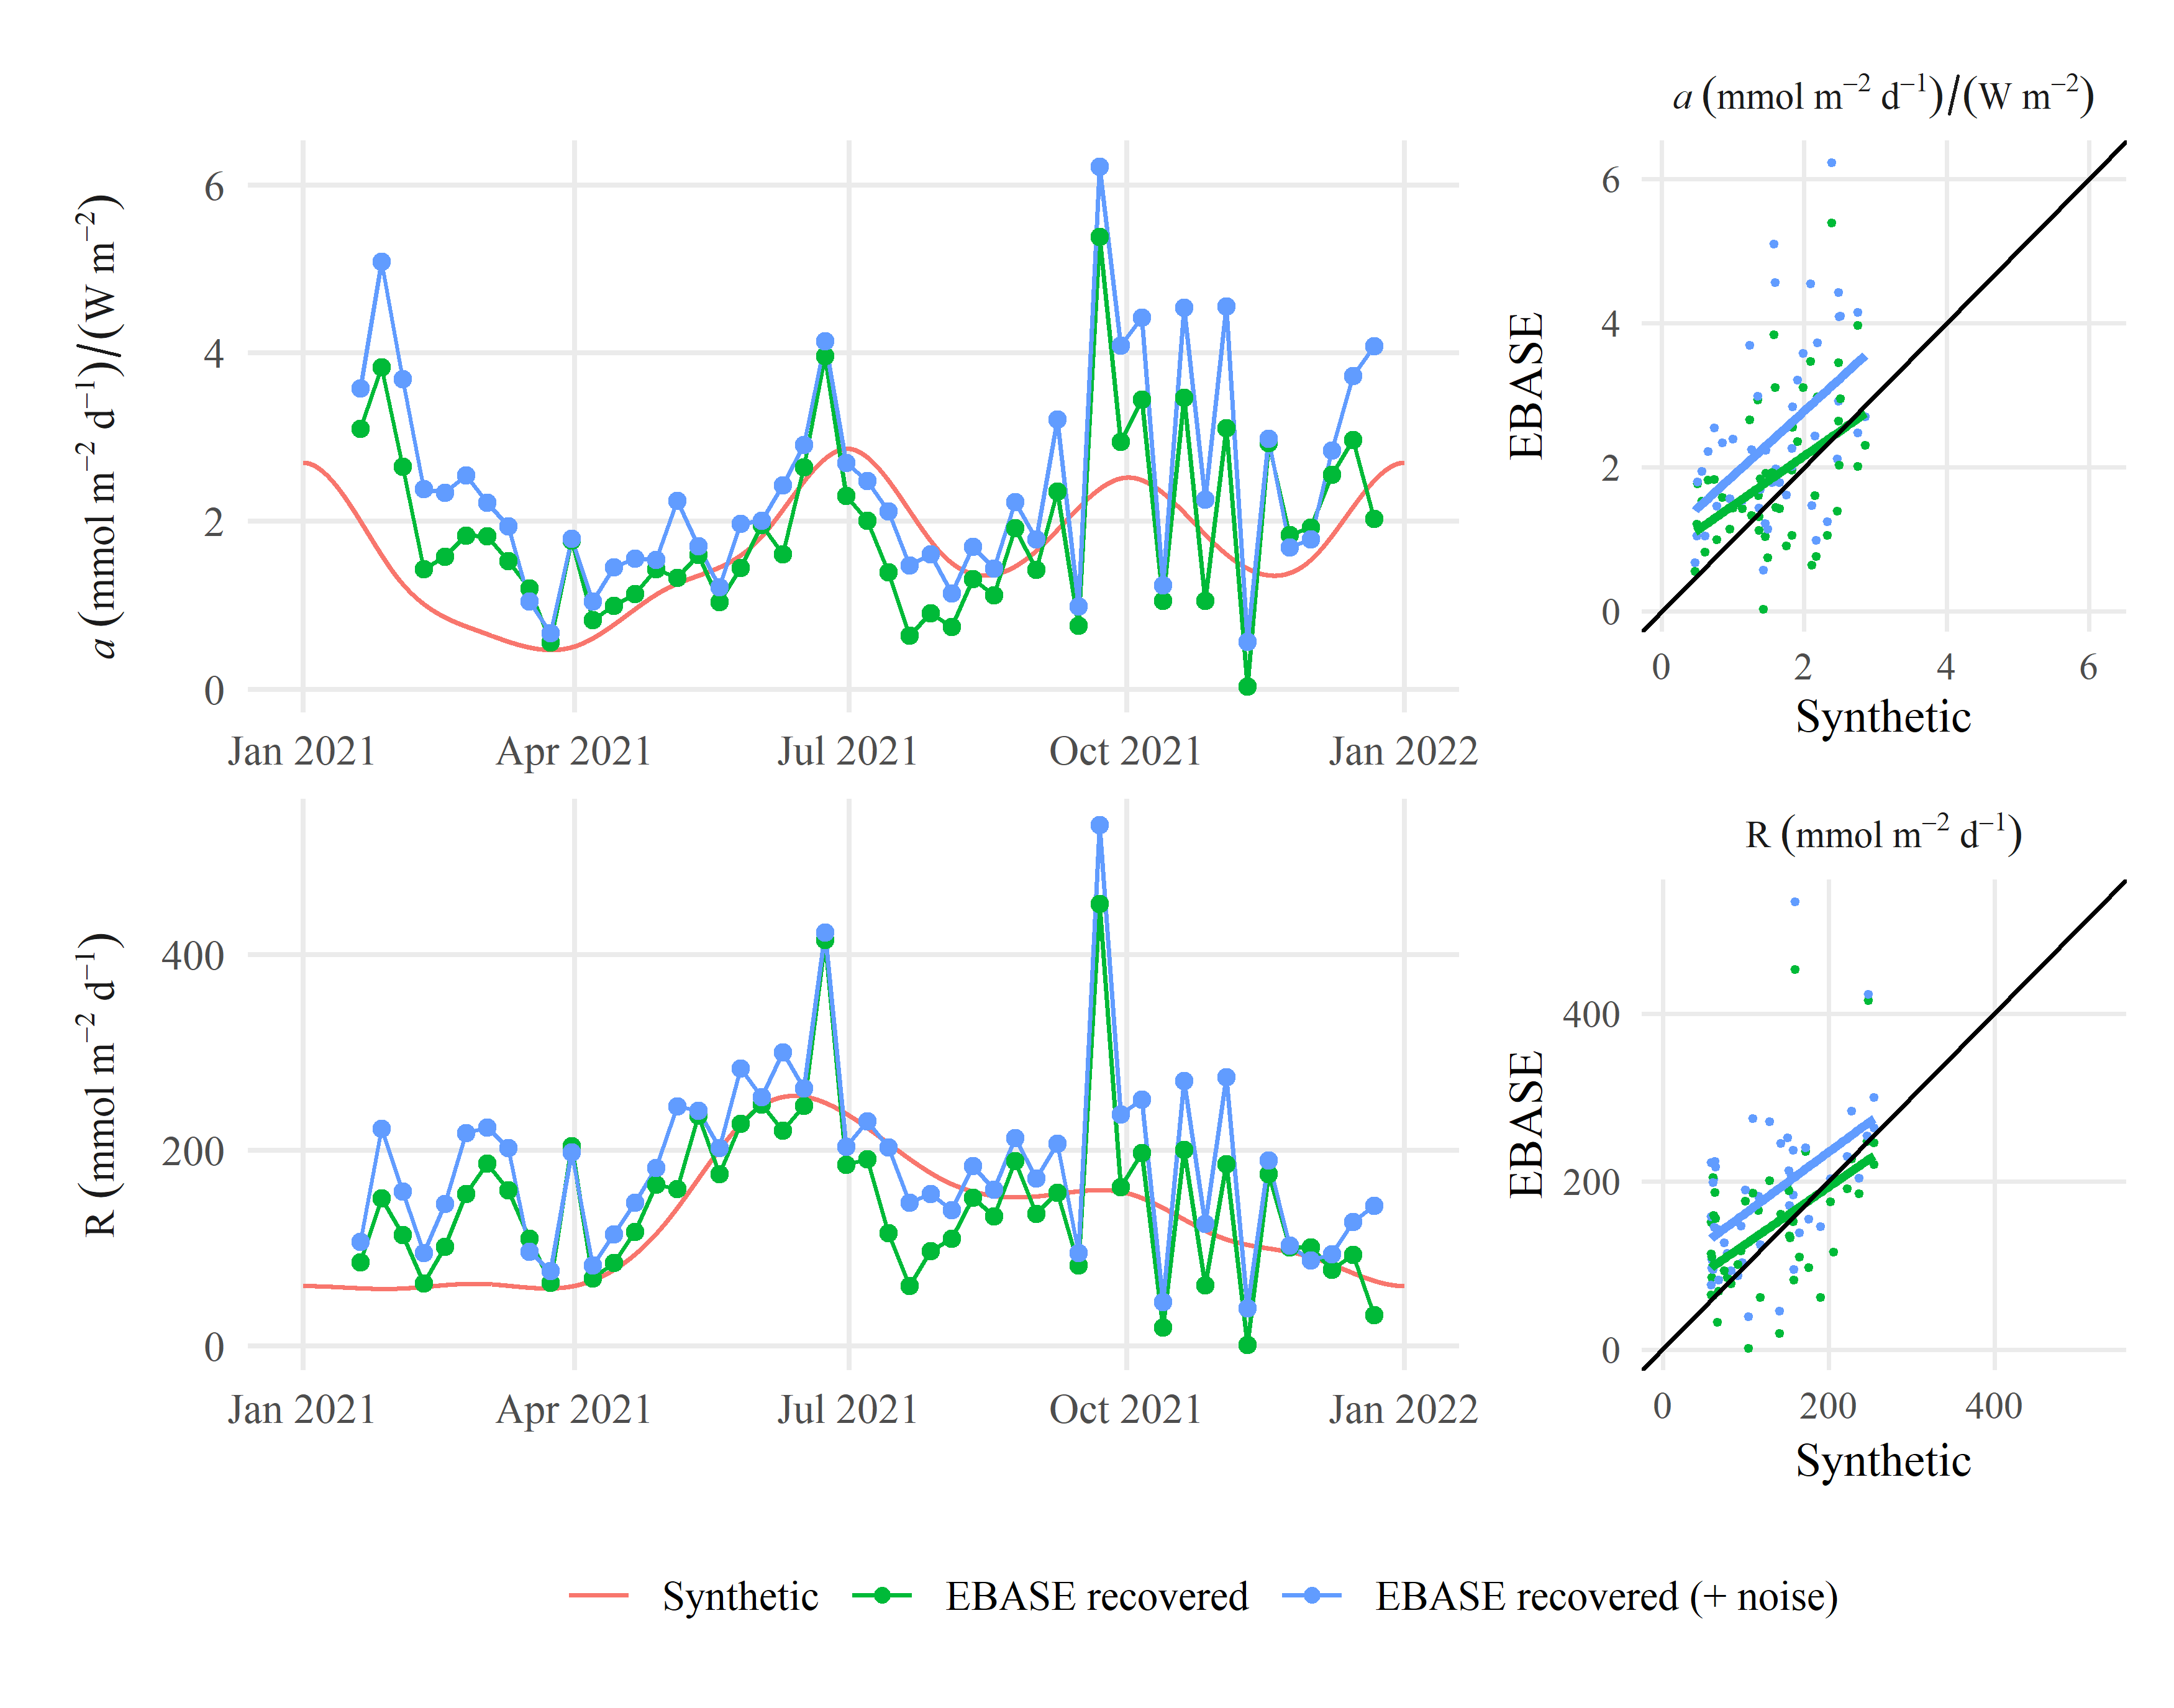 a (mmol m−2 d−1)/(W m−2)
6
4
2
0
Jan 2021 Apr 2021 Jul 2021 Oct 2021 Jan 2022
a (mmol m−2 d−1)/(W m−2)
EBASE
6
4
2
0
0 2 4 6
Synthetic
R (mmol m−2 d−1)
400
200
0
Jan 2021 Apr 2021 Jul 2021 Oct 2021 Jan 2022
R (mmol m−2 d−1)
EBASE
400
200
0
0 200 400
Synthetic
Synthetic EBASE recovered EBASE recovered (+ noise)